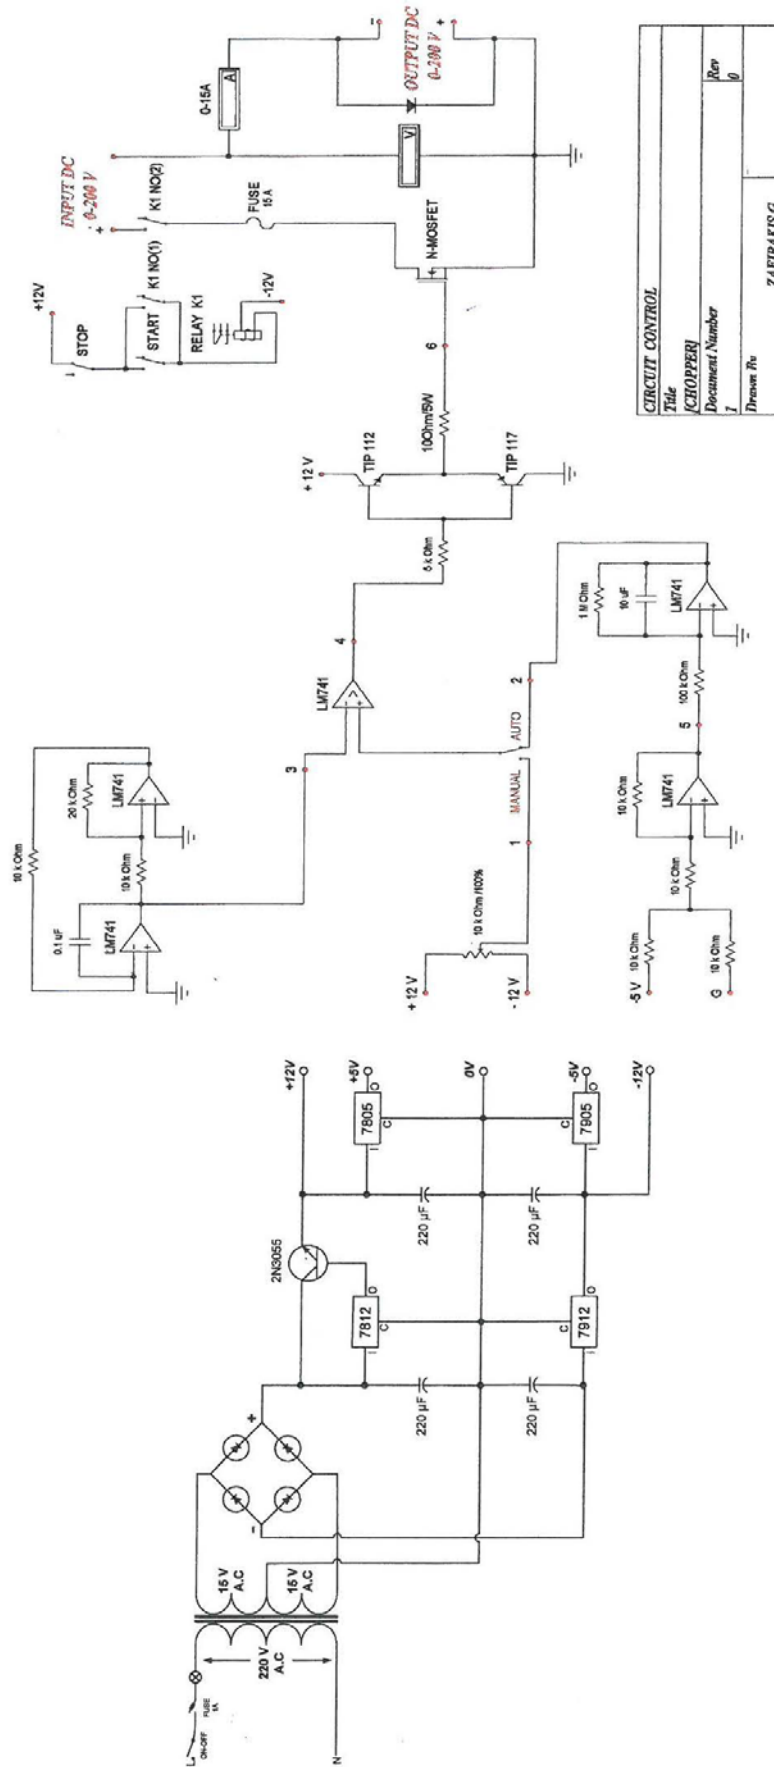 L
ON-OFF
FUSE
1A
N
220 V
A.C
15 V
A.C
15 V
A.C
+
-
2N3055
7812
I
O
C
7912
I
O
C
220 µF
220 µF
220 µF
220 µF
7805
I
O
C
7905
I
O
C
+12V
+5V
0V
-5V
-12V
10 k Ohm
0.1 uF
LM741
10 k Ohm
20 k Ohm
LM741
3
+12 V
-12 V
10 k Ohm /100%
1
MANUAL
AUTO
2
LM741
4
-5 V
G
10 k Ohm
10 k Ohm
10 k Ohm
10 k Ohm
LM741
5
100 k Ohm
1 M Ohm
10 uF
LM741
5 k Ohm
+ 12 V
TIP 112
TIP 117
10Ohm/5W
6
N-MOSFET
+12V
STOP
START
K1 NO(1)
RELAY K1
-12V
INPUT DC
0-200 V
+
K1 NO(2)
FUSE
15 A
0-15A
A
V
-
OUTPUT DC
0-200 V
+
CIRCUIT CONTROL
Title
[CHOPPER]
Document Number
1
Rev
0